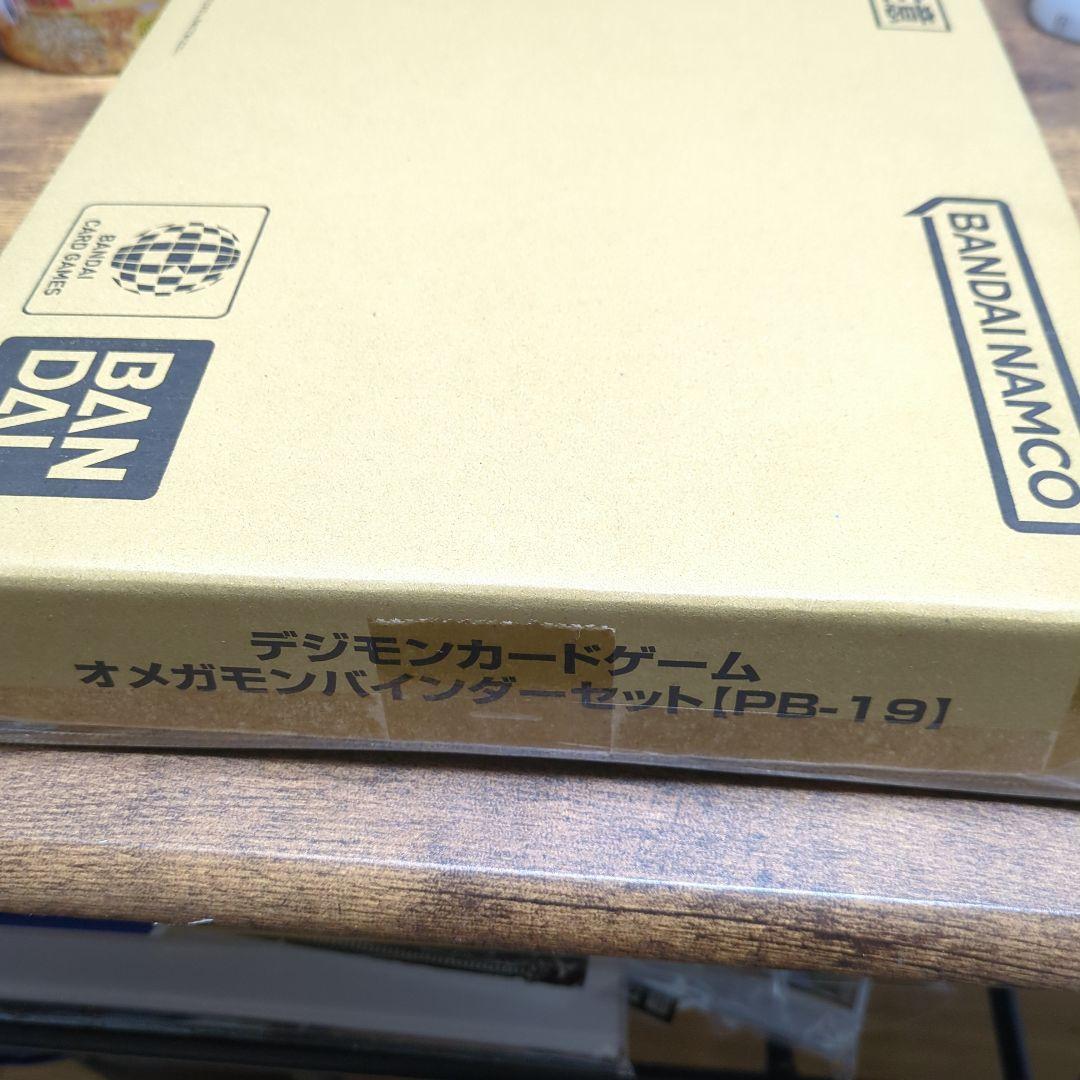 BANDAI
CARD GAMES
BAN
DAI
BANDAI NAMCO
デジモンカードゲーム
オメガモンバインダーセット【PB-19】